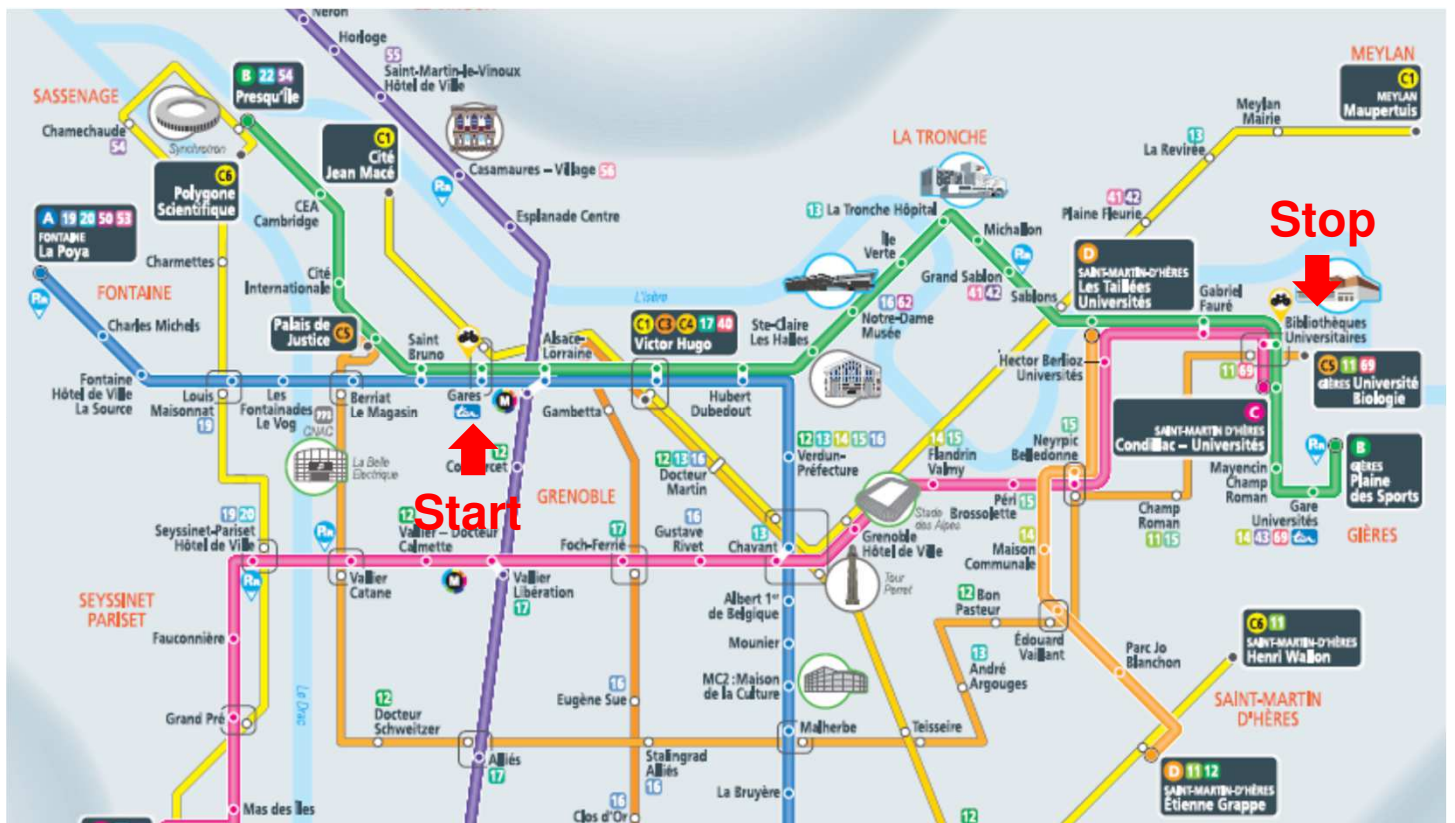 Néron
Horloge
55
Saint-Martin-le-Vinoux
Hôtel de Ville
MEYLAN
B 22 54
Presqu'Île
SASSENAGE
Chamechaude
54
Synchrotron
C1
Cité
Jean Macé
Casamaures – Village 56
C1
MEYLAN
Maupertuis
Meylan
Mairie
13
La Revirée
LA TRONCHE
C6
Polygone
Scientifique
CEA
Cambridge
Esplanade Centre
13 La Tronche Hôpital
41 42
Plaine Fleurie
Stop
A 19 20 50 53
FONTAINE
La Poya
Charmettes
Île
Verte
Michallon
D
SAINT-MARTIN-D'HÈRES
Les Taillées
Universités
Gabriel
Fauré
Cité
Internationale
FONTAINE
L'Isère
Grand Sablon
41 42
Sablons
Charles Michels
Palais de
Justice
C5
Saint
Bruno
Alsace-
Lorraine
C1 C3 C4 17 40
Victor Hugo
Ste-Claire
Les Halles
16 62
Notre-Dame
Musée
Bibliothèques
Universitaires
Hector Berlioz
Universités
11 69
C5 11 69
GIÈRES Université
Biologie
Fontaine
Hôtel de Ville
La Source
Louis
Maisonnat
19
Les
Fontainades
Le Vog
m
CNAC
Berriat
Le Magasin
Gares
M
Gambetta
Hubert
Dubedout
C
SAINT-MARTIN D'HÈRES
Condillac – Universités
La Belle
Électrique
12
Start
GRENOBLE
12 13 16
Docteur
Martin
12 13 14 15 16
Verdun-
Préfecture
14 15
Flandrin
Valmy
15
Neyrpic
Belledonne
Mayencin
Champ
Roman
B
GIÈRES
Plaine
des Sports
19 20
Seyssinet-Pariset
Hôtel de Ville
12
Vallier – Docteur
Calmette
17
Foch-Ferrié
16
Gustave
Rivet
13
Chavant
Stade
des Alpes
Grenoble
Hôtel de Ville
Péri 15
Brossolette
Champ
Roman
11 15
Gare
Universités
14 43 69
GIÈRES
14
Maison
Communale
Vallier
Catane
M
Vallier
Libération
17
Tour
Perret
SEYSSINET
PARISET
Albert 1er
de Belgique
12 Bon
Pasteur
Édouard
Vaillant
C6 11
SAINT-MARTIN-D'HÈRES
Henri Wallon
Fauconnière
Mounier
13
André
Argouges
Parc Jo
Blanchon
Le Drac
16
Eugène Sue
MC2 : Maison
de la Culture
SAINT-MARTIN
D'HÈRES
Grand Pré
12
Docteur
Schweitzer
Alliés
17
Stalingrad
Alliés
16
Malherbe
Teisseire
D 11 12
SAINT-MARTIN-D'HÈRES
Étienne Grappe
Mas des Îles
16
Clos d'Or
La Bruyère
12